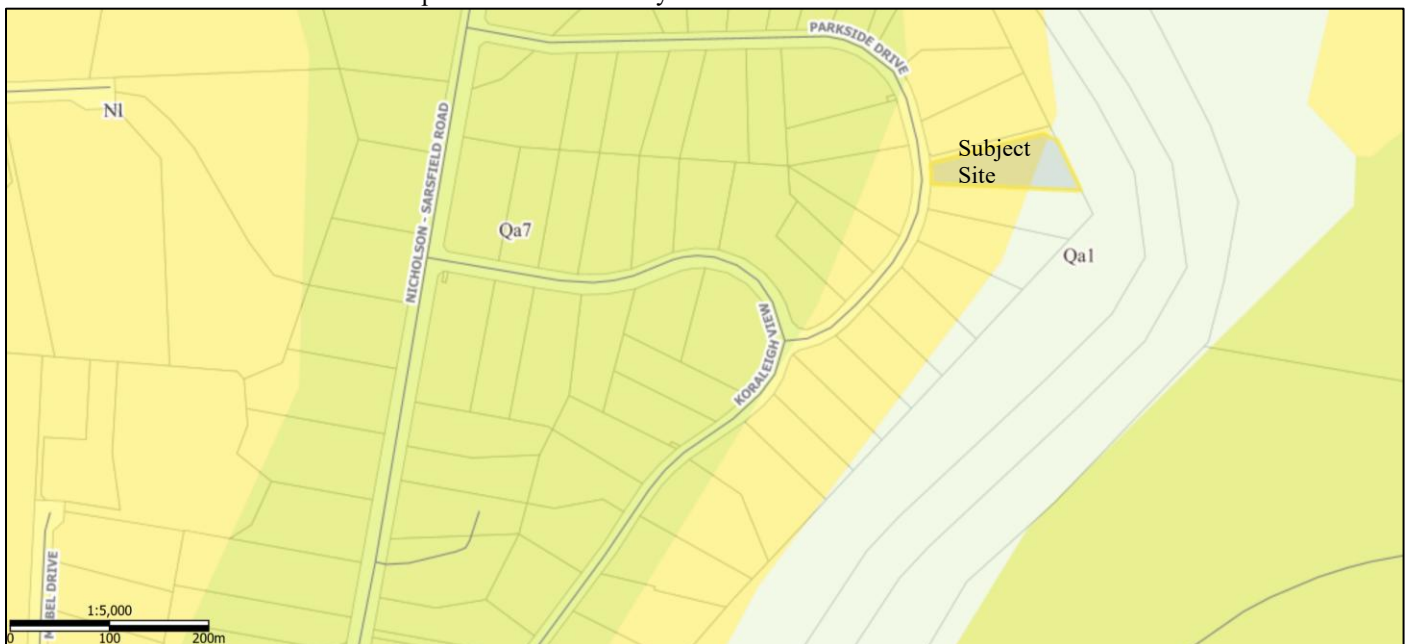 PARKSIDE DRIVE
Nl
NICHOLSON - SARSFIELD ROAD
Subject
Site
Qa7
Qa1
KORALEIGH VIEW
BEL DRIVE
1:5,000
0 100 200m